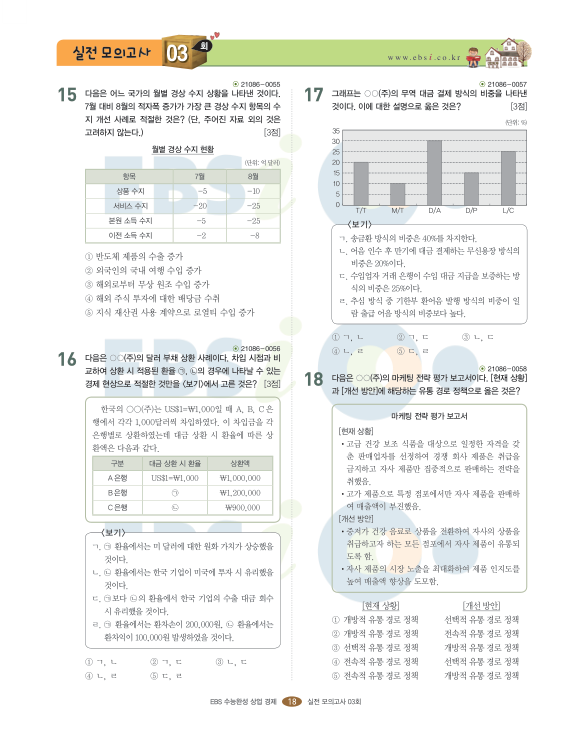 실전 모의고사 03 회
www.ebsi.co.kr
21086-0055
15 다음은 어느 국가의 월별 경상 수지 상황을 나타낸 것이다.
7월 대비 8월의 적자폭 증가가 가장 큰 경상 수지 항목의 수
지 개선 사례로 적절한 것은? (단, 주어진 자료 외의 것은
고려하지 않는다.) [3점]
월별 경상 수지 현황
(단위: 억 달러)
항목 7월 8월
상품 수지 -5 -10
서비스 수지 -20 -25
본원 소득 수지 -5 -25
이전 소득 수지 -2 -8
① 반도체 제품의 수출 증가
② 외국인의 국내 여행 수입 증가
③ 해외로부터 무상 원조 수입 증가
④ 해외 주식 투자에 대한 배당금 수취
⑤ 지식 재산권 사용 계약으로 로열티 수입 증가
21086-0056
16 다음은 ○○(주)의 달러 부채 상환 사례이다. 차입 시점과 비
교하여 상환 시 적용된 환율 ㉠, ㉡의 경우에 나타날 수 있는
경제 현상으로 적절한 것만을 <보기>에서 고른 것은? [3점]
한국의 ○○(주)는 US$1=₩1,000일 때 A, B, C 은
행에서 각각 1,000달러씩 차입하였다. 이 차입금을 각
은행별로 상환하였는데 대금 상환 시 환율에 따른 상
환액은 다음과 같다.
구분 대금 상환 시 환율 상환액
A 은행 US$1=₩1,000 ₩1,000,000
B 은행 ㉠ ₩1,200,000
C 은행 ㉡ ₩900,000
<보기>
ㄱ. ㉠ 환율에서는 미 달러에 대한 원화 가치가 상승했을
것이다.
ㄴ. ㉡ 환율에서는 한국 기업이 미국에 투자 시 유리했을
것이다.
ㄷ. ㉠보다 ㉡의 환율에서 한국 기업의 수출 대금 회수
시 유리했을 것이다.
ㄹ. ㉠ 환율에서는 환차손이 200,000원, ㉡ 환율에서는
환차익이 100,000원 발생하였을 것이다.
① ㄱ, ㄴ ② ㄱ, ㄷ ③ ㄴ, ㄷ
④ ㄴ, ㄹ ⑤ ㄷ, ㄹ
21086-0057
17 그래프는 ○○(주)의 무역 대금 결제 방식의 비중을 나타낸
것이다. 이에 대한 설명으로 옳은 것은? [3점]
(단위: %)
35
30
25
20
15
10
5
0
T/T M/T D/A D/P L/C
<보기>
ㄱ. 송금환 방식의 비중은 40%를 차지한다.
ㄴ. 어음 인수 후 만기에 대금 결제하는 무신용장 방식의
비중은 20%이다.
ㄷ. 수입업자 거래 은행이 수입 대금 지급을 보증하는 방
식의 비중은 25%이다.
ㄹ. 추심 방식 중 기한부 환어음 발행 방식의 비중이 일
람 출급 어음 방식의 비중보다 높다.
① ㄱ, ㄴ ② ㄱ, ㄷ ③ ㄴ, ㄷ
④ ㄴ, ㄹ ⑤ ㄷ, ㄹ
21086-0058
18 다음은 ○○(주)의 마케팅 전략 평가 보고서이다. [현재 상황]
과 [개선 방안]에 해당하는 유통 경로 정책으로 옳은 것은?
마케팅 전략 평가 보고서
[현재 상황]
• 고급 건강 보조 식품을 대상으로 일정한 자격을 갖
춘 판매업자를 선정하여 경쟁 회사 제품은 취급을
금지하고 자사 제품만 집중적으로 판매하는 전략을
취했음.
• 고가 제품으로 특정 점포에서만 자사 제품을 판매하
여 매출액이 부진했음.
[개선 방안]
• 중저가 건강 음료로 상품을 전환하여 자사의 상품을
취급하고자 하는 모든 점포에서 자사 제품이 유통되
도록 함.
• 자사 제품의 시장 노출을 최대화하여 제품 인지도를
높여 매출액 향상을 도모함.
[현재 상황] [개선 방안]
① 개방적 유통 경로 정책 선택적 유통 경로 정책
② 개방적 유통 경로 정책 전속적 유통 경로 정책
③ 선택적 유통 경로 정책 개방적 유통 경로 정책
④ 전속적 유통 경로 정책 선택적 유통 경로 정책
⑤ 전속적 유통 경로 정책 개방적 유통 경로 정책
EBS 수능완성 상업 경제 18 실전 모의고사 03회